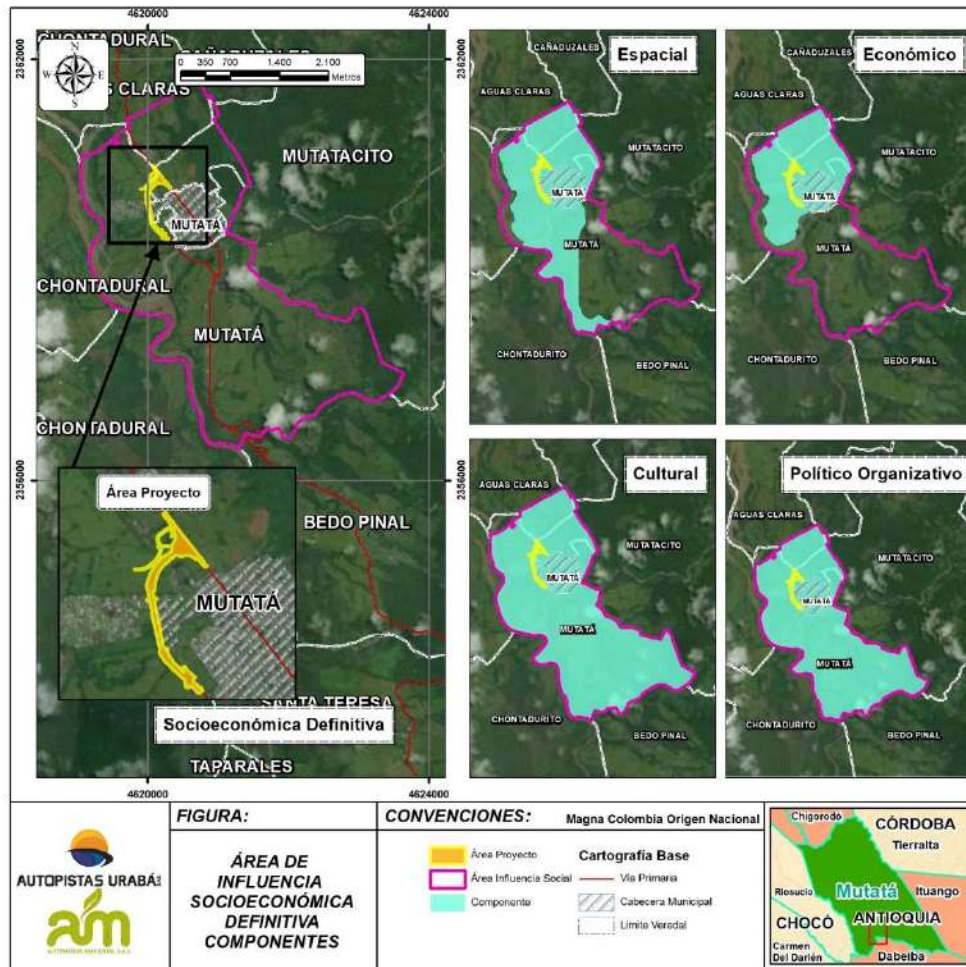 4620000
4624000
2362000
2356000
N
W
E
S
0 350 700 1.400 2.100
Metros
CHONTADURAL
CAÑADUZALES
AS CLARAS
MUTATACITO
MUTATÁ
CHONTADURAL
MUTATÁ
CHONTADURAL
BEDO PINAL
Área Proyecto
MUTATÁ
SANTA TERESA
Socioeconómica Definitiva
TAPARALES
4620000
4624000
2362000
2356000
Espacial
CAÑADUZALES
AGUAS CLARAS
MUTATACITO
MUTATÁ
MUTATÁ
CHONTADURITO
BEDO PINAL
Económico
CAÑADUZALES
AGUAS CLARAS
MUTATACITO
MUTATÁ
MUTATÁ
CHONTADURITO
BEDO PINAL
Cultural
AGUAS CLARAS
MUTATACITO
MUTATÁ
MUTATÁ
CHONTADURITO
BEDO PINAL
Político Organizativo
AGUAS CLARAS
MUTATACITO
MUTATÁ
MUTATÁ
CHONTADURITO
BEDO PINAL
AUTOPISTAS URABÁ
am
FIGURA:
ÁREA DE
INFLUENCIA
SOCIOECONÓMICA
DEFINITIVA
COMPONENTES
CONVENCIONES:
Magna Colombia Origen Nacional
Área Proyecto
Área Influencia Social
Componente
Cartografía Base
Vía Primaria
Cabecera Municipal
Límite Veredal
Chigorodó
CÓRDOBA
Tierralta
Riosucio
Mutatá
Ituango
ANTIOQUIA
CHOCÓ
Carmen
Del Darién
Dabeiba